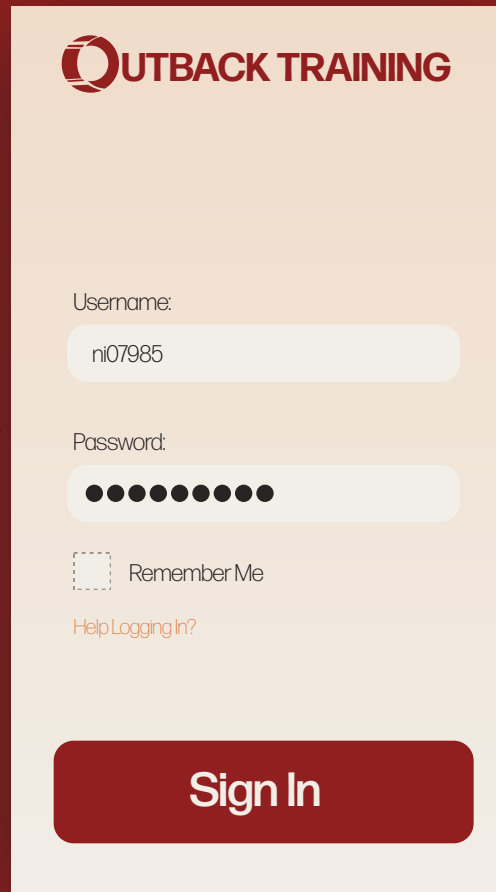 OUTBACK TRAINING
Username:
ni07985
Password:
●●●●●●●●●
Remember Me
Help Logging In?
Sign In